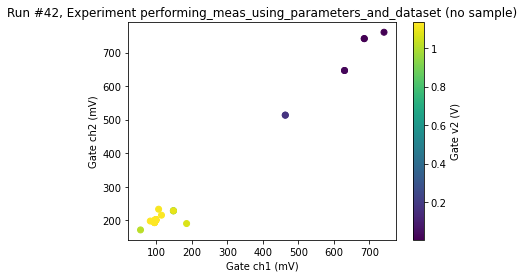 Run #42, Experiment performing_meas_using_parameters_and_dataset (no sample)
Gate ch2 (mV)
700
600
500
400
300
200
100 200 300 400 500 600 700
Gate ch1 (mV)
1
0.8
0.6
0.4
0.2
Gate v2 (V)